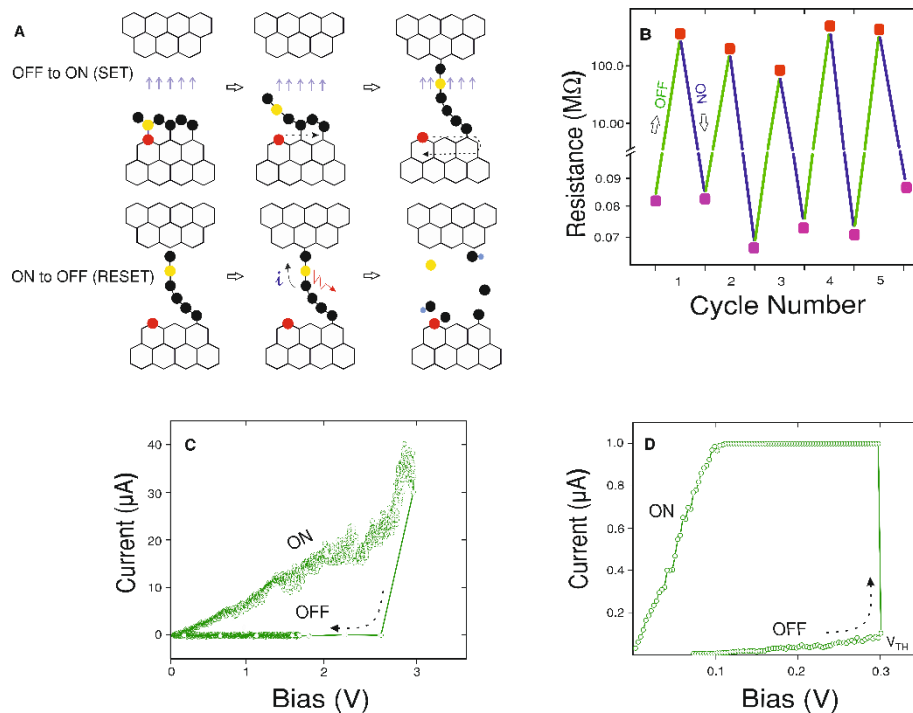 A
OFF to ON (SET)
ON to OFF (RESET)
i
h
B
Resistance (MΩ)
100.0
10.00
0.09
0.08
0.07
OFF
ON
1 2 3 4 5
Cycle Number
C
Current (µA)
40
30
20
10
0
ON
OFF
0 1 2 3
Bias (V)
D
Current (µA)
1.0
0.8
0.6
0.4
0.2
ON
OFF
V_TH
0.1 0.2 0.3
Bias (V)